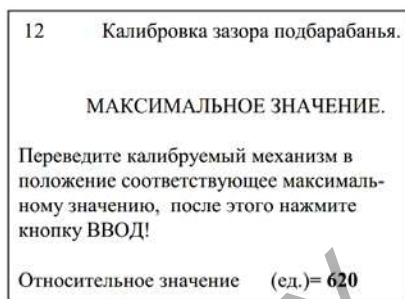 12 Калибровка зазора подбарабанья.
МАКСИМАЛЬНОЕ ЗНАЧЕНИЕ.
Переведите калибруемый механизм в
положение соответствующее максималь-
ному значению, после этого нажмите
кнопку ВВОД!
Относительное значение (ед.)= 620